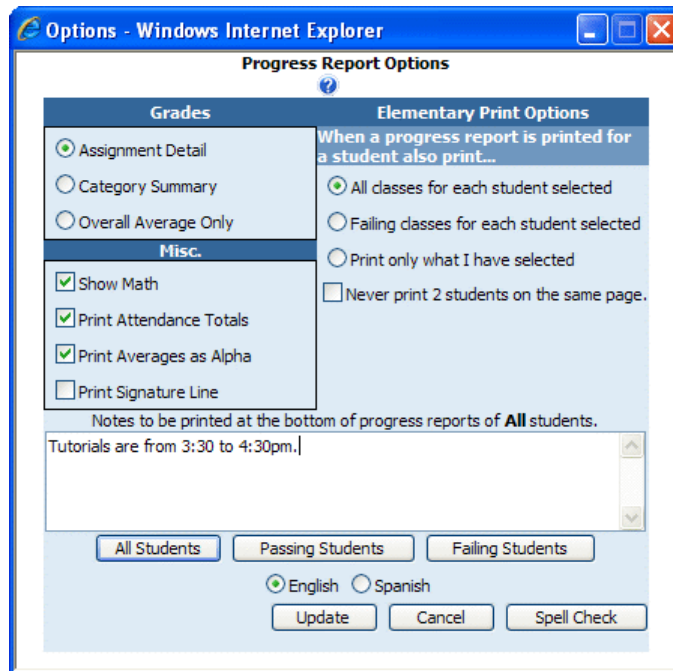 Options - Windows Internet Explorer
Progress Report Options
?
Grades
Assignment Detail
Category Summary
Overall Average Only
Misc.
Show Math
Print Attendance Totals
Print Averages as Alpha
Print Signature Line
Elementary Print Options
When a progress report is printed for
a student also print...
All classes for each student selected
Failing classes for each student selected
Print only what I have selected
Never print 2 students on the same page.
Notes to be printed at the bottom of progress reports of All students.
Tutorials are from 3:30 to 4:30pm.
All Students Passing Students Failing Students
English Spanish
Update Cancel Spell Check